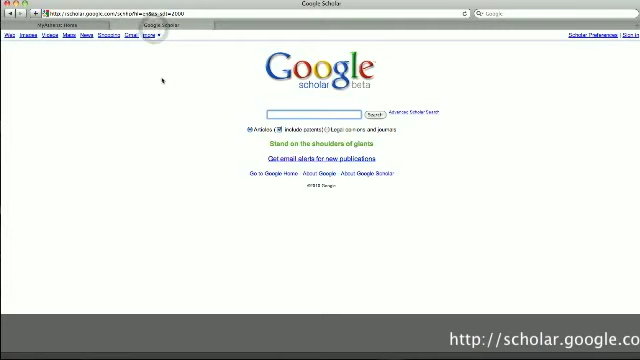 Google Scholar
http://scholar.google.com/schhp?hl=en&as_sdt=2000
Google
MyAthens: Home
Google Scholar
Web Images Videos Maps News Shopping Gmail more ▼
Scholar Preferences | Sign in
Google
scholar beta
Search
Advanced Scholar Search
Articles ( include patents) Legal opinions and journals
Stand on the shoulders of giants
Get email alerts for new publications
Go to Google Home - About Google - About Google Scholar
©2010 Google
http://scholar.google.co